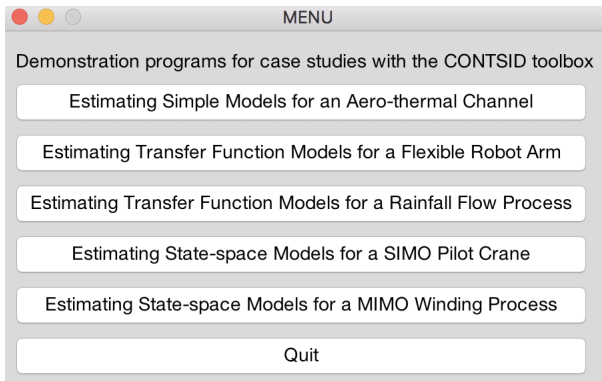 MENU
Demonstration programs for case studies with the CONTSID toolbox
Estimating Simple Models for an Aero-thermal Channel
Estimating Transfer Function Models for a Flexible Robot Arm
Estimating Transfer Function Models for a Rainfall Flow Process
Estimating State-space Models for a SIMO Pilot Crane
Estimating State-space Models for a MIMO Winding Process
Quit